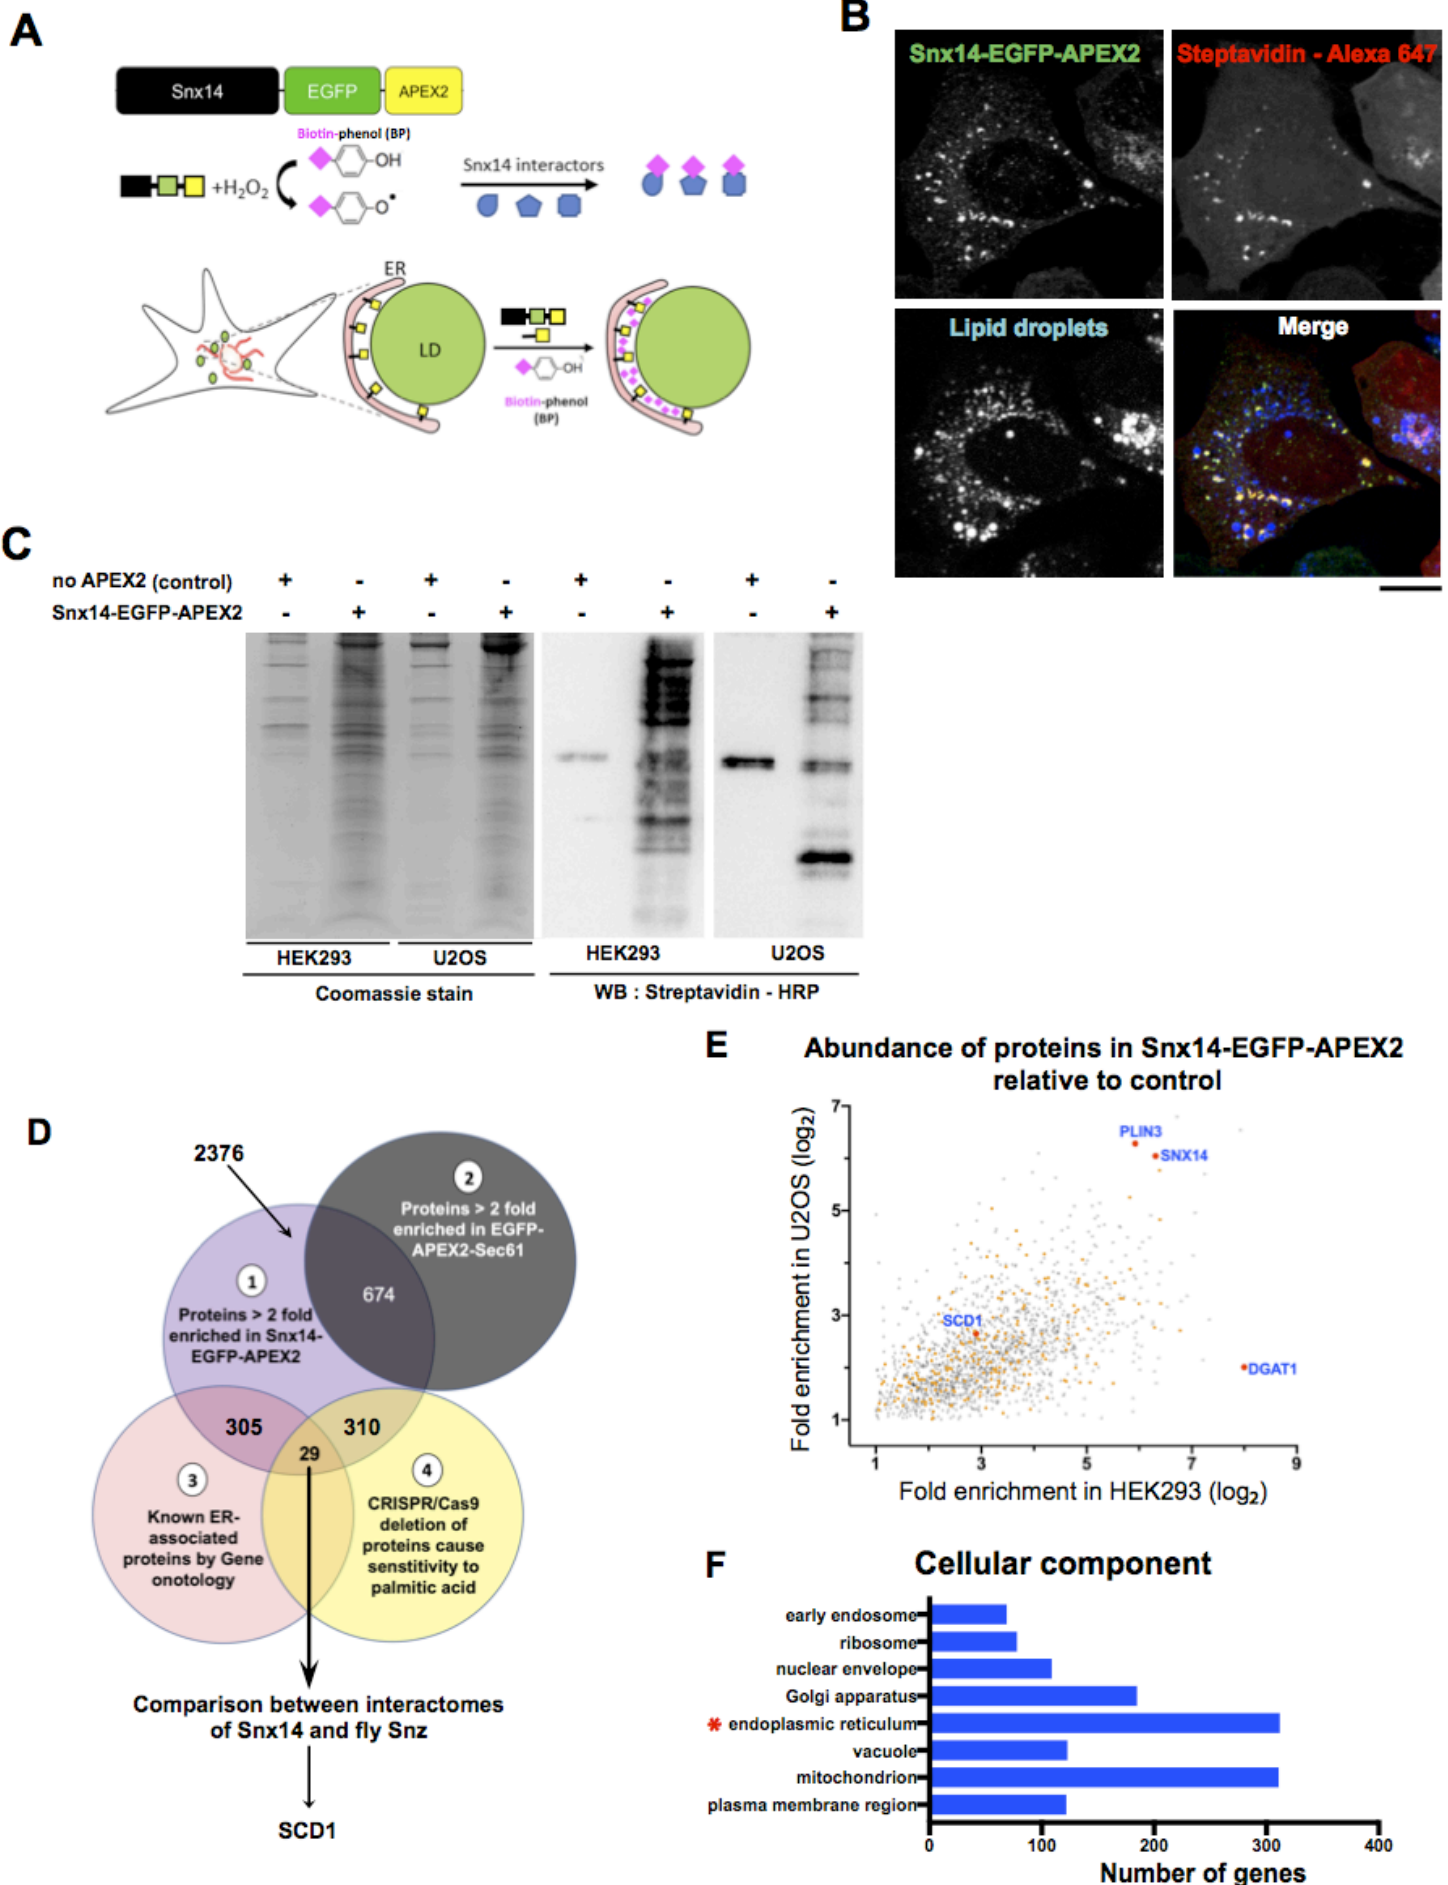 A
Snx14 EGFP APEX2
Biotin-phenol (BP)
OH
+H₂O₂
O•
Snx14 interactors
ER
LD
OH
Biotin-phenol
(BP)
B
Snx14-EGFP-APEX2
Steptavidin - Alexa 647
Lipid droplets
Merge
C
no APEX2 (control) + - + - + - + -
Snx14-EGFP-APEX2 - + - + - + - +
HEK293 U2OS HEK293 U2OS
Coomassie stain
WB : Streptavidin - HRP
D
2376
2
Proteins > 2 fold
enriched in EGFP-
APEX2-Sec61
674
1
Proteins > 2 fold
enriched in Snx14-
EGFP-APEX2
305
310
29
3
Known ER-
associated
proteins by Gene
onotology
4
CRISPR/Cas9
deletion of
proteins cause
senstitivity to
palmitic acid
Comparison between interactomes
of Snx14 and fly Snz
SCD1
E
Abundance of proteins in Snx14-EGFP-APEX2
relative to control
Fold enrichment in U2OS (log₂)
7
5
3
1
PLIN3
SNX14
SCD1
DGAT1
1 3 5 7 9
Fold enrichment in HEK293 (log₂)
F
Cellular component
early endosome
ribosome
nuclear envelope
Golgi apparatus
* endoplasmic reticulum
vacuole
mitochondrion
plasma membrane region
0 100 200 300 400
Number of genes